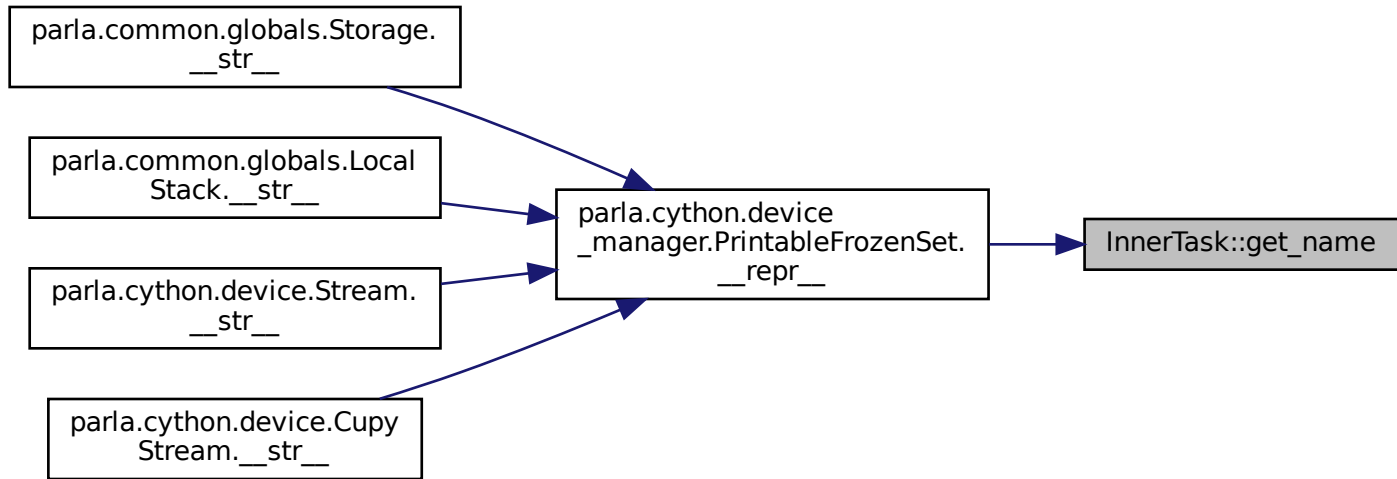 parla.common.globals.Storage.
__str__
parla.common.globals.Local
Stack.__str__
parla.cython.device.Stream.
__str__
parla.cython.device.Cupy
Stream.__str__
parla.cython.device
_manager.PrintableFrozenSet.
__repr__
InnerTask::get_name